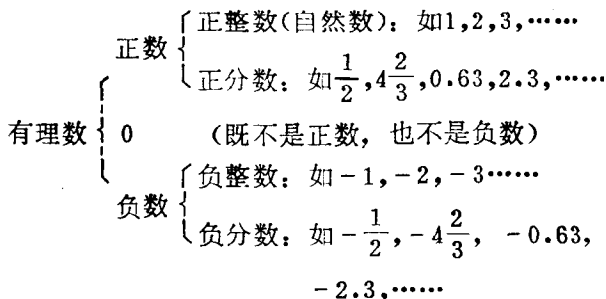 正整数(自然数)：如1,2,3,……
正数
正分数：如1/2,4 2/3,0.63,2.3,……
有理数 0 （既不是正数，也不是负数）
负整数：如-1,-2,-3……
负数
负分数：如-1/2,-4 2/3, -0.63,
-2.3,……